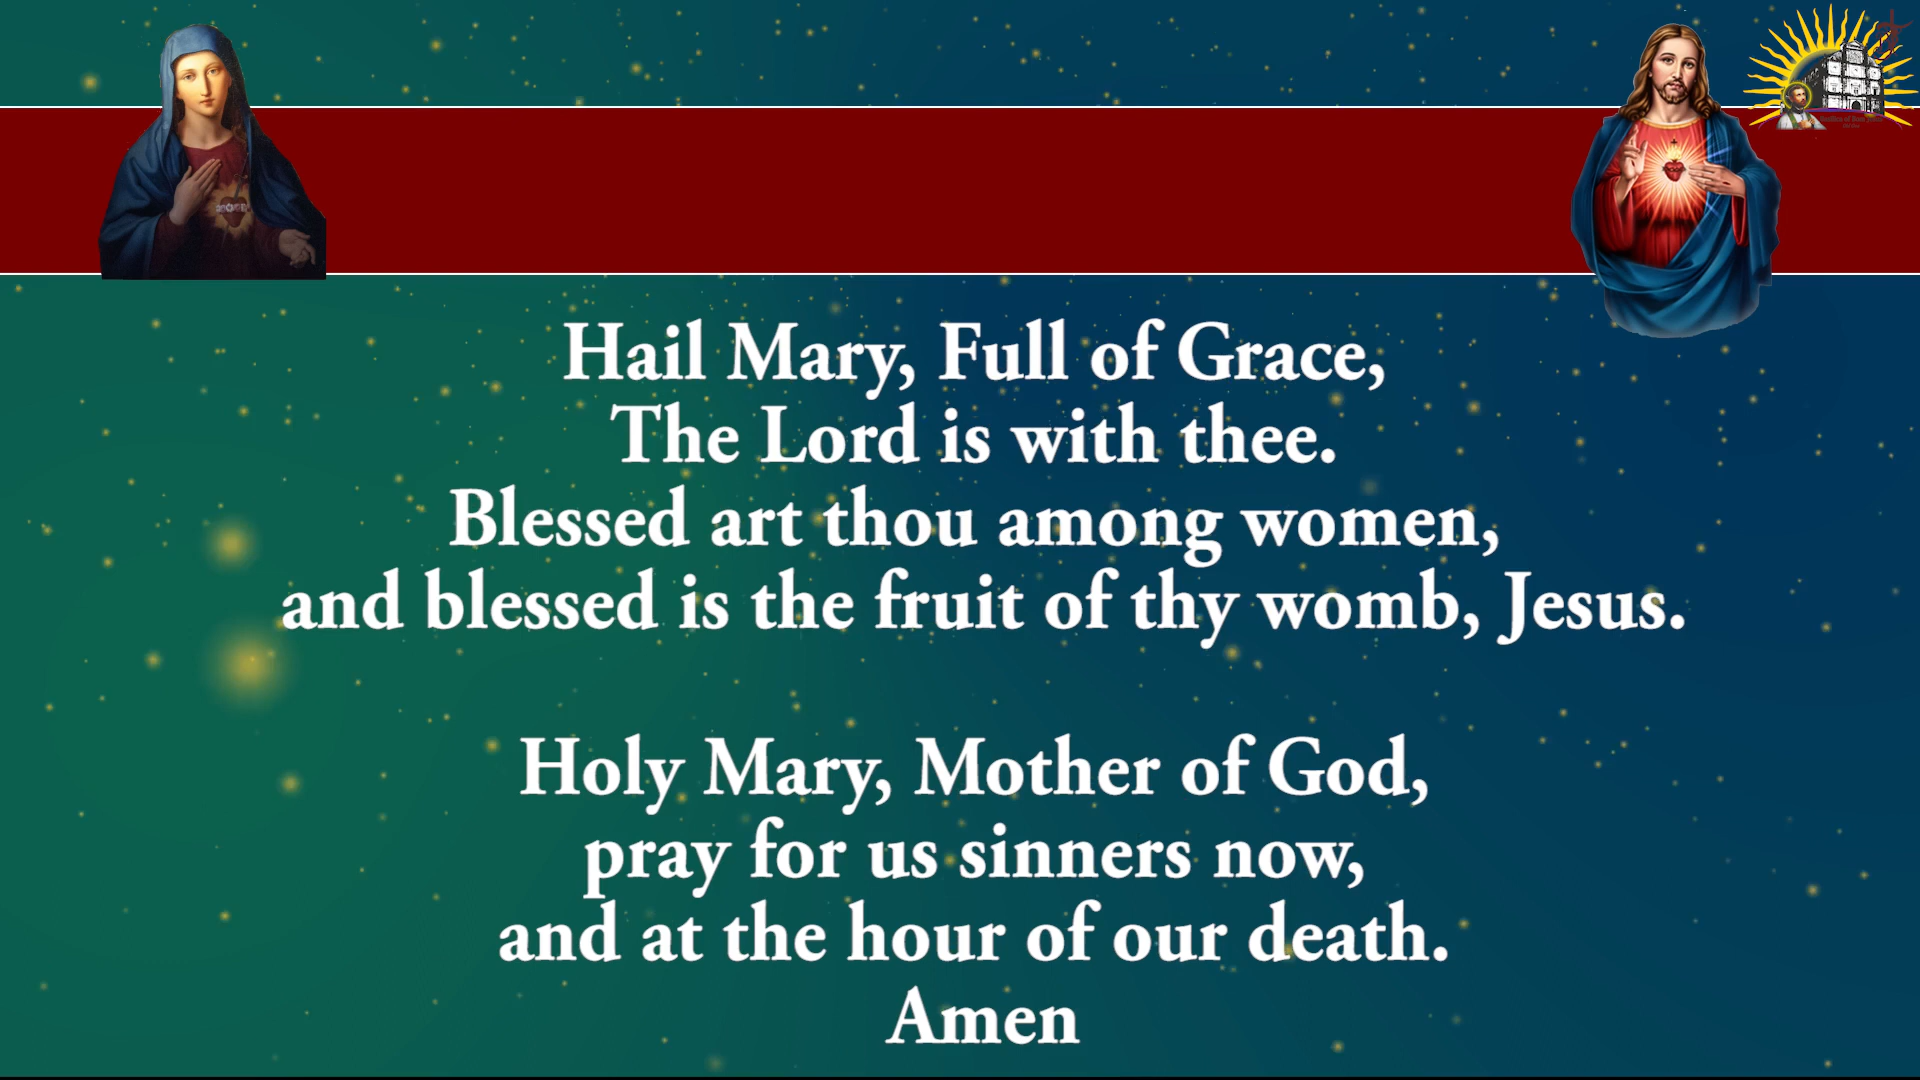 Hail Mary, Full of Grace,
The Lord is with thee.
Blessed art thou among women,
and blessed is the fruit of thy womb, Jesus.
Holy Mary, Mother of God,
pray for us sinners now,
and at the hour of our death.
Amen